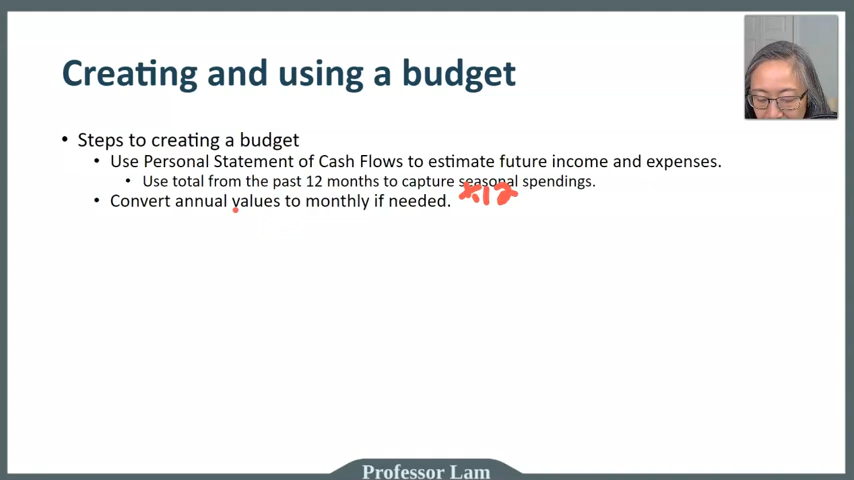 Creating and using a budget
• Steps to creating a budget
• Use Personal Statement of Cash Flows to estimate future income and expenses.
• Use total from the past 12 months to capture seasonal spendings.
• Convert annual values to monthly if needed. ÷12
Professor Lam